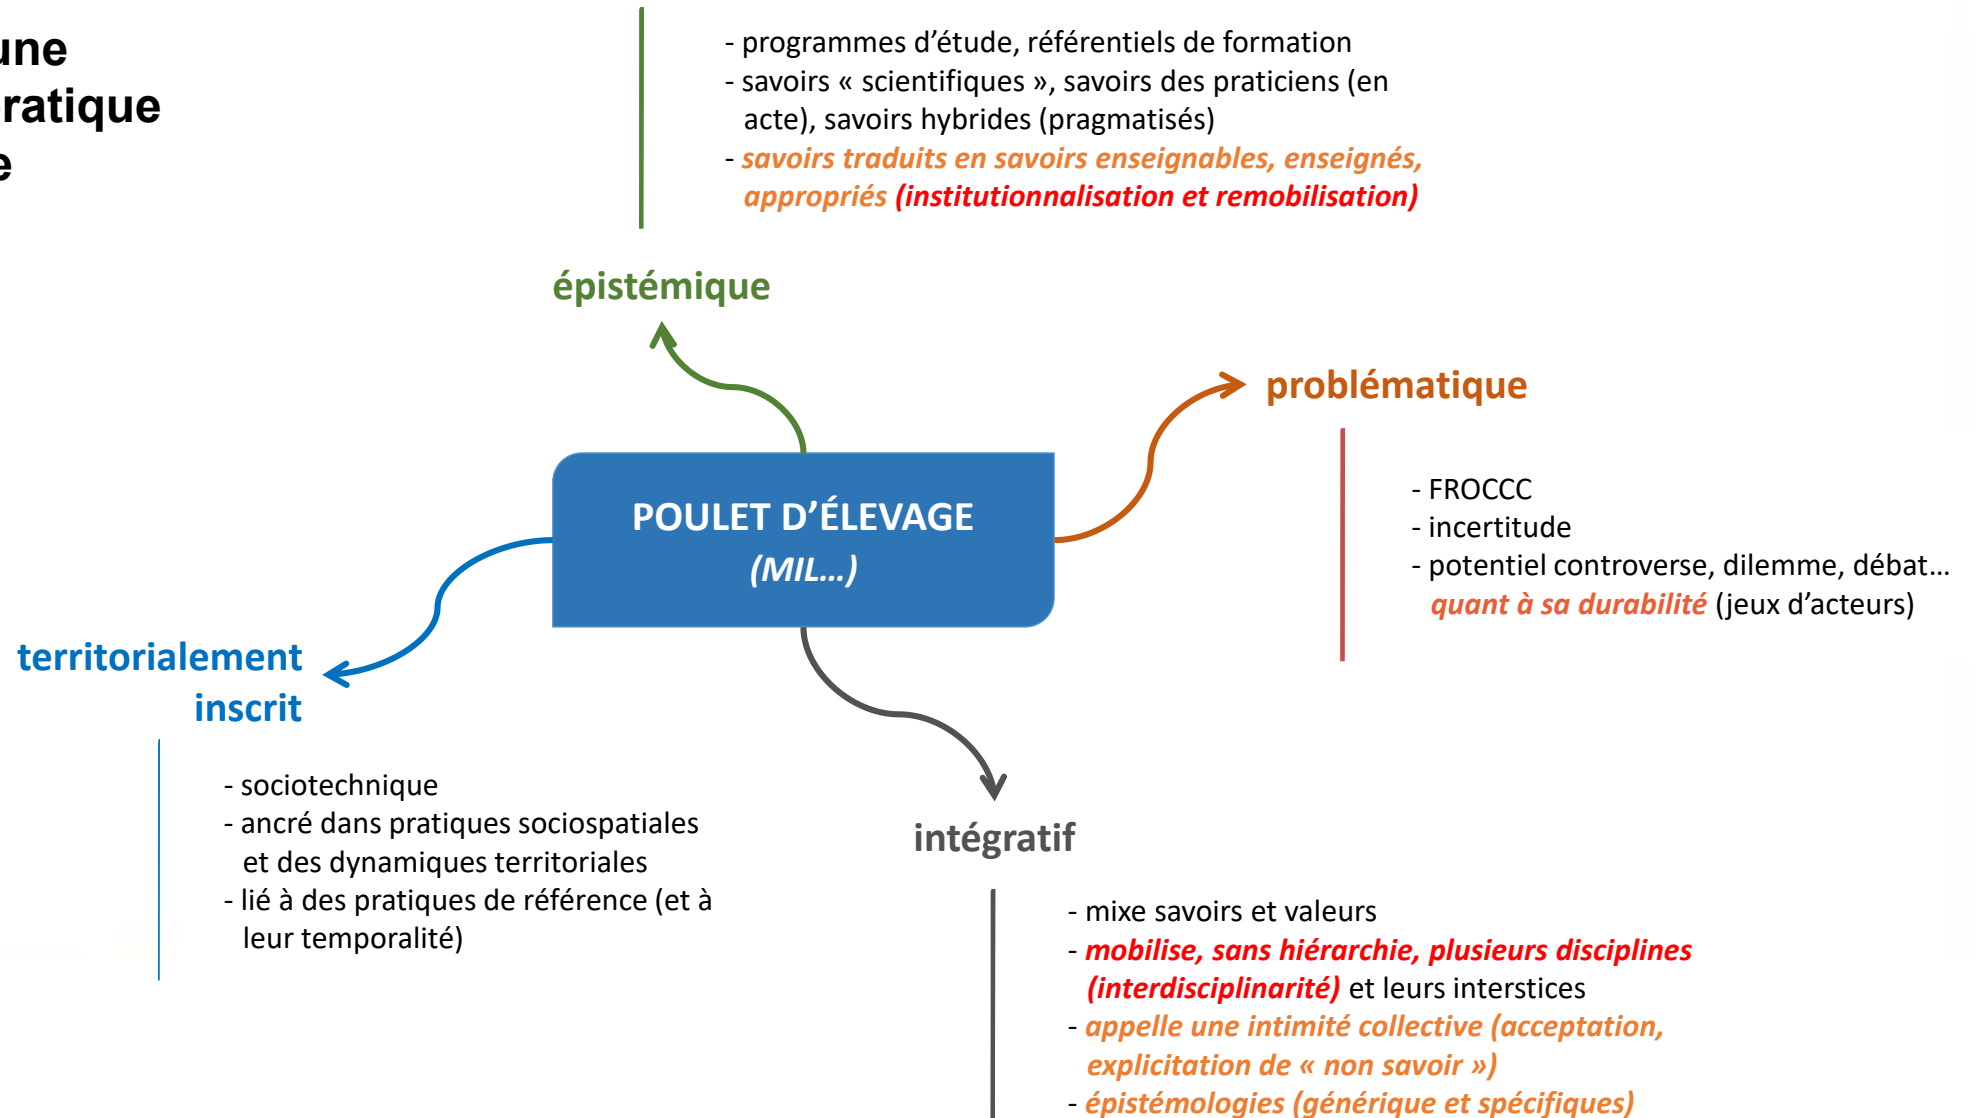 une
ratique
e
- programmes d’étude, référentiels de formation
- savoirs « scientifiques », savoirs des praticiens (en
acte), savoirs hybrides (pragmatisés)
- savoirs traduits en savoirs enseignables, enseignés,
appropriés (institutionnalisation et remobilisation)
épistémique
problématique
- FROCCC
- incertitude
- potentiel controverse, dilemme, débat…
quant à sa durabilité (jeux d’acteurs)
POULET D’ÉLEVAGE
(MIL…)
territorialement
inscrit
- sociotechnique
- ancré dans pratiques sociospatiales
et des dynamiques territoriales
- lié à des pratiques de référence (et à
leur temporalité)
intégratif
- mixe savoirs et valeurs
- mobilise, sans hiérarchie, plusieurs disciplines
(interdisciplinarité) et leurs interstices
- appelle une intimité collective (acceptation,
explicitation de « non savoir »)
- épistémologies (générique et spécifiques)